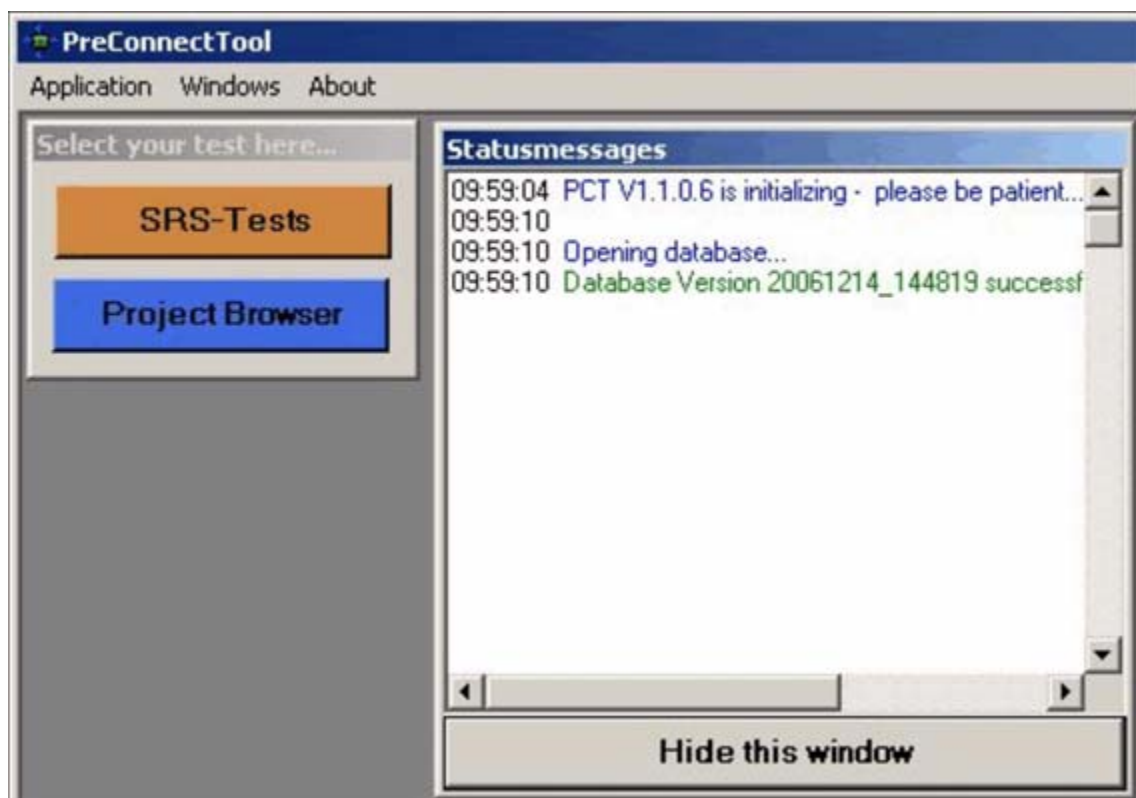 PreConnectTool
Application Windows About
Select your test here...
SRS-Tests
Project Browser
Statusmessages
09:59:04 PCT V1.1.0.6 is initializing - please be patient...
09:59:10
09:59:10 Opening database...
09:59:10 Database Version 20061214_144819 successf
Hide this window